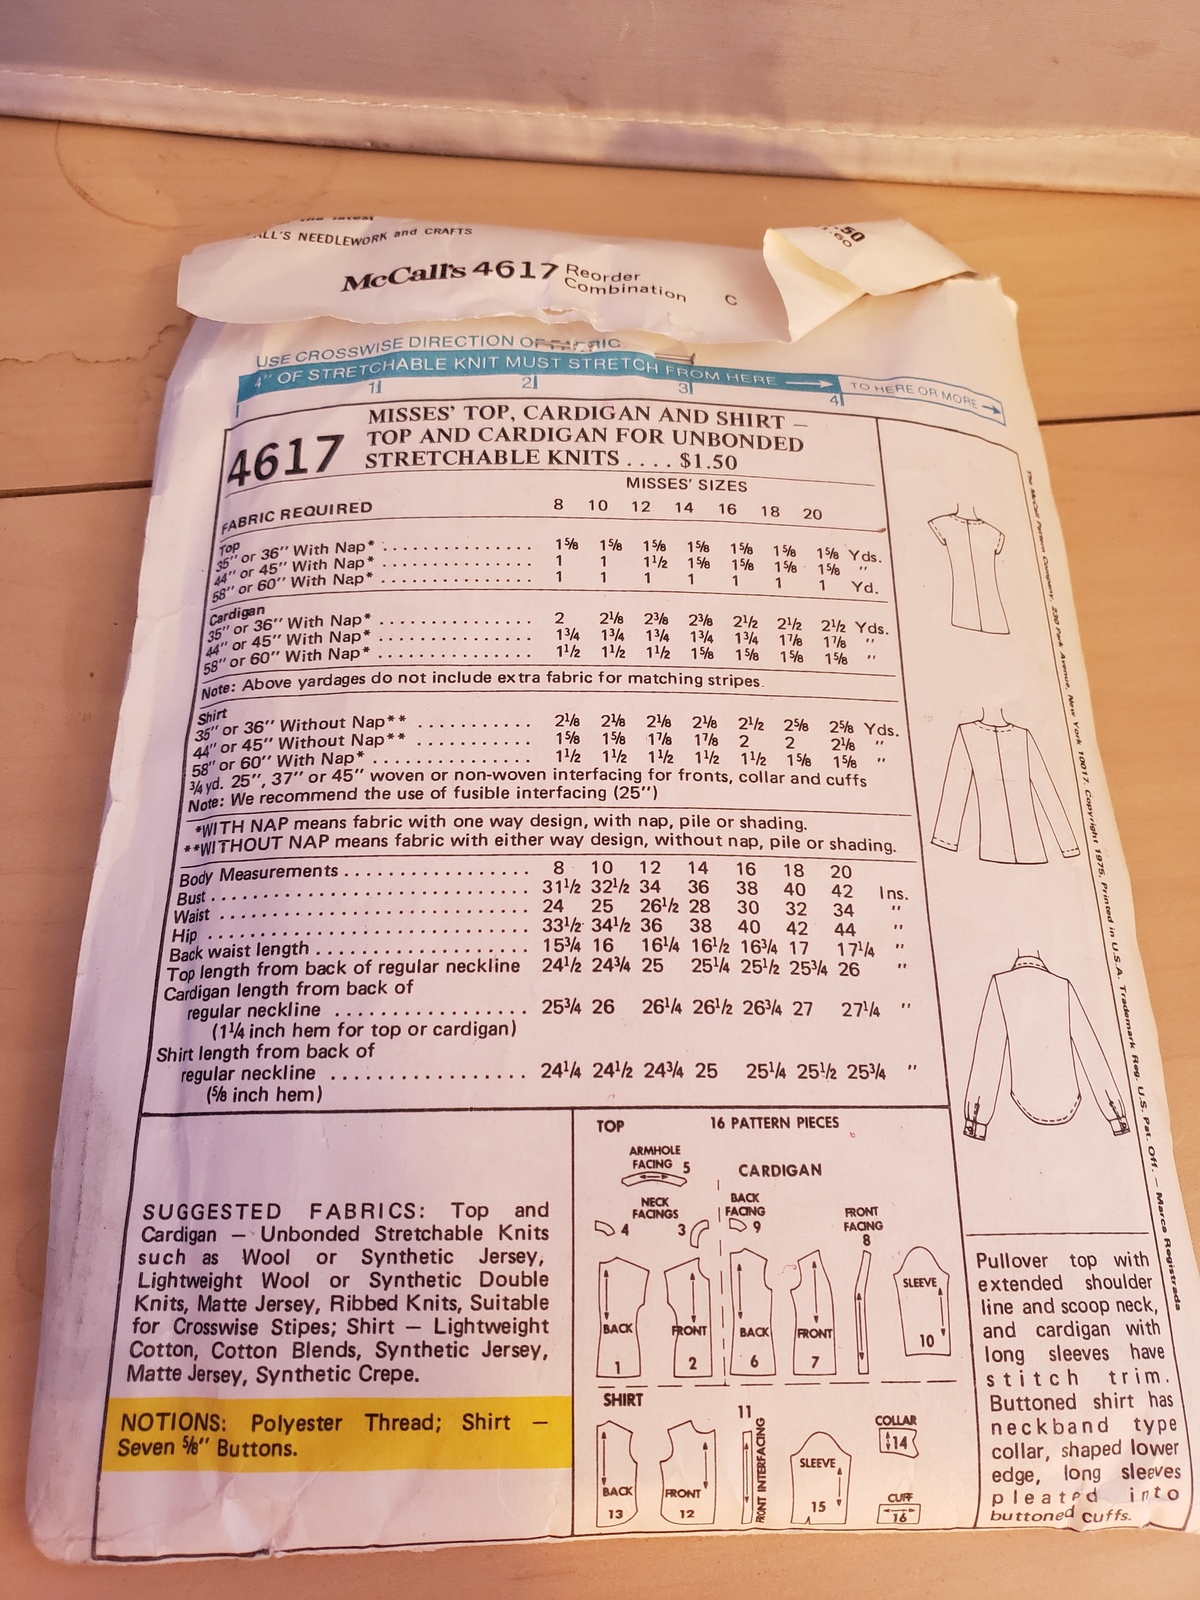 ALL'S NEEDLEWORK and CRAFTS
.50
.60
McCall's 4617 Reorder Combination C
USE CROSSWISE DIRECTION OF FABRIC
4" OF STRETCHABLE KNIT MUST STRETCH FROM HERE → TO HERE OR MORE →
1 2 3 4
4617
MISSES' TOP, CARDIGAN AND SHIRT –
TOP AND CARDIGAN FOR UNBONDED
STRETCHABLE KNITS .... $1.50
MISSES' SIZES
FABRIC REQUIRED 8 10 12 14 16 18 20
Top
35" or 36" With Nap* 1⅝ 1⅝ 1⅝ 1⅝ 1⅝ 1⅝ 1⅝ Yds.
44" or 45" With Nap* 1 1 1½ 1⅝ 1⅝ 1⅝ 1⅝ "
58" or 60" With Nap* 1 1 1 1 1 1 1 Yd.
Cardigan
35" or 36" With Nap* 2 2⅛ 2⅜ 2⅜ 2½ 2½ 2½ Yds.
44" or 45" With Nap* 1¾ 1¾ 1¾ 1¾ 1¾ 1⅞ 1⅞ "
58" or 60" With Nap* 1½ 1½ 1½ 1⅝ 1⅝ 1⅝ 1⅝ "
Note: Above yardages do not include extra fabric for matching stripes.
Shirt
35" or 36" Without Nap** 2⅛ 2⅛ 2⅛ 2⅛ 2½ 2⅝ 2⅝ Yds.
44" or 45" Without Nap** 1⅝ 1⅝ 1⅞ 1⅞ 2 2 2⅛ "
58" or 60" With Nap* 1½ 1½ 1½ 1½ 1½ 1⅝ 1⅝ "
¾ yd. 25", 37" or 45" woven or non-woven interfacing for fronts, collar and cuffs
Note: We recommend the use of fusible interfacing (25")
*WITH NAP means fabric with one way design, with nap, pile or shading.
**WITHOUT NAP means fabric with either way design, without nap, pile or shading.
Body Measurements 8 10 12 14 16 18 20
Bust 31½ 32½ 34 36 38 40 42 Ins.
Waist 24 25 26½ 28 30 32 34 "
Hip 33½ 34½ 36 38 40 42 44 "
Back waist length 15¾ 16 16¼ 16½ 16¾ 17 17¼ "
Top length from back of regular neckline 24½ 24¾ 25 25¼ 25½ 25¾ 26 "
Cardigan length from back of
regular neckline 25¾ 26 26¼ 26½ 26¾ 27 27¼ "
(1¼ inch hem for top or cardigan)
Shirt length from back of
regular neckline 24¼ 24½ 24¾ 25 25¼ 25½ 25¾ "
(⅝ inch hem)
SUGGESTED FABRICS: Top and
Cardigan – Unbonded Stretchable Knits
such as Wool or Synthetic Jersey,
Lightweight Wool or Synthetic Double
Knits, Matte Jersey, Ribbed Knits, Suitable
for Crosswise Stipes; Shirt – Lightweight
Cotton, Cotton Blends, Synthetic Jersey,
Matte Jersey, Synthetic Crepe.
NOTIONS: Polyester Thread; Shirt –
Seven ⅝" Buttons.
TOP 16 PATTERN PIECES
ARMHOLE
FACING 5
CARDIGAN
NECK
FACINGS
4 3
BACK
FACING
9
FRONT
FACING
8
BACK
1
FRONT
2
BACK
6
FRONT
7
SLEEVE
10
SHIRT
BACK
13
FRONT
12
11
FRONT INTERFACING
SLEEVE
15
COLLAR
14
CUFF
16
Pullover top with
extended shoulder
line and scoop neck,
and cardigan with
long sleeves have
stitch trim.
Buttoned shirt has
neckband type
collar, shaped lower
edge, long sleeves
pleated into
buttoned cuffs.
The McCall Pattern Company, 230 Park Avenue, New York 10017. Copyright 1975. Printed in U.S.A. Trademark Reg. U.S. Pat. Off. – Marca Registrada